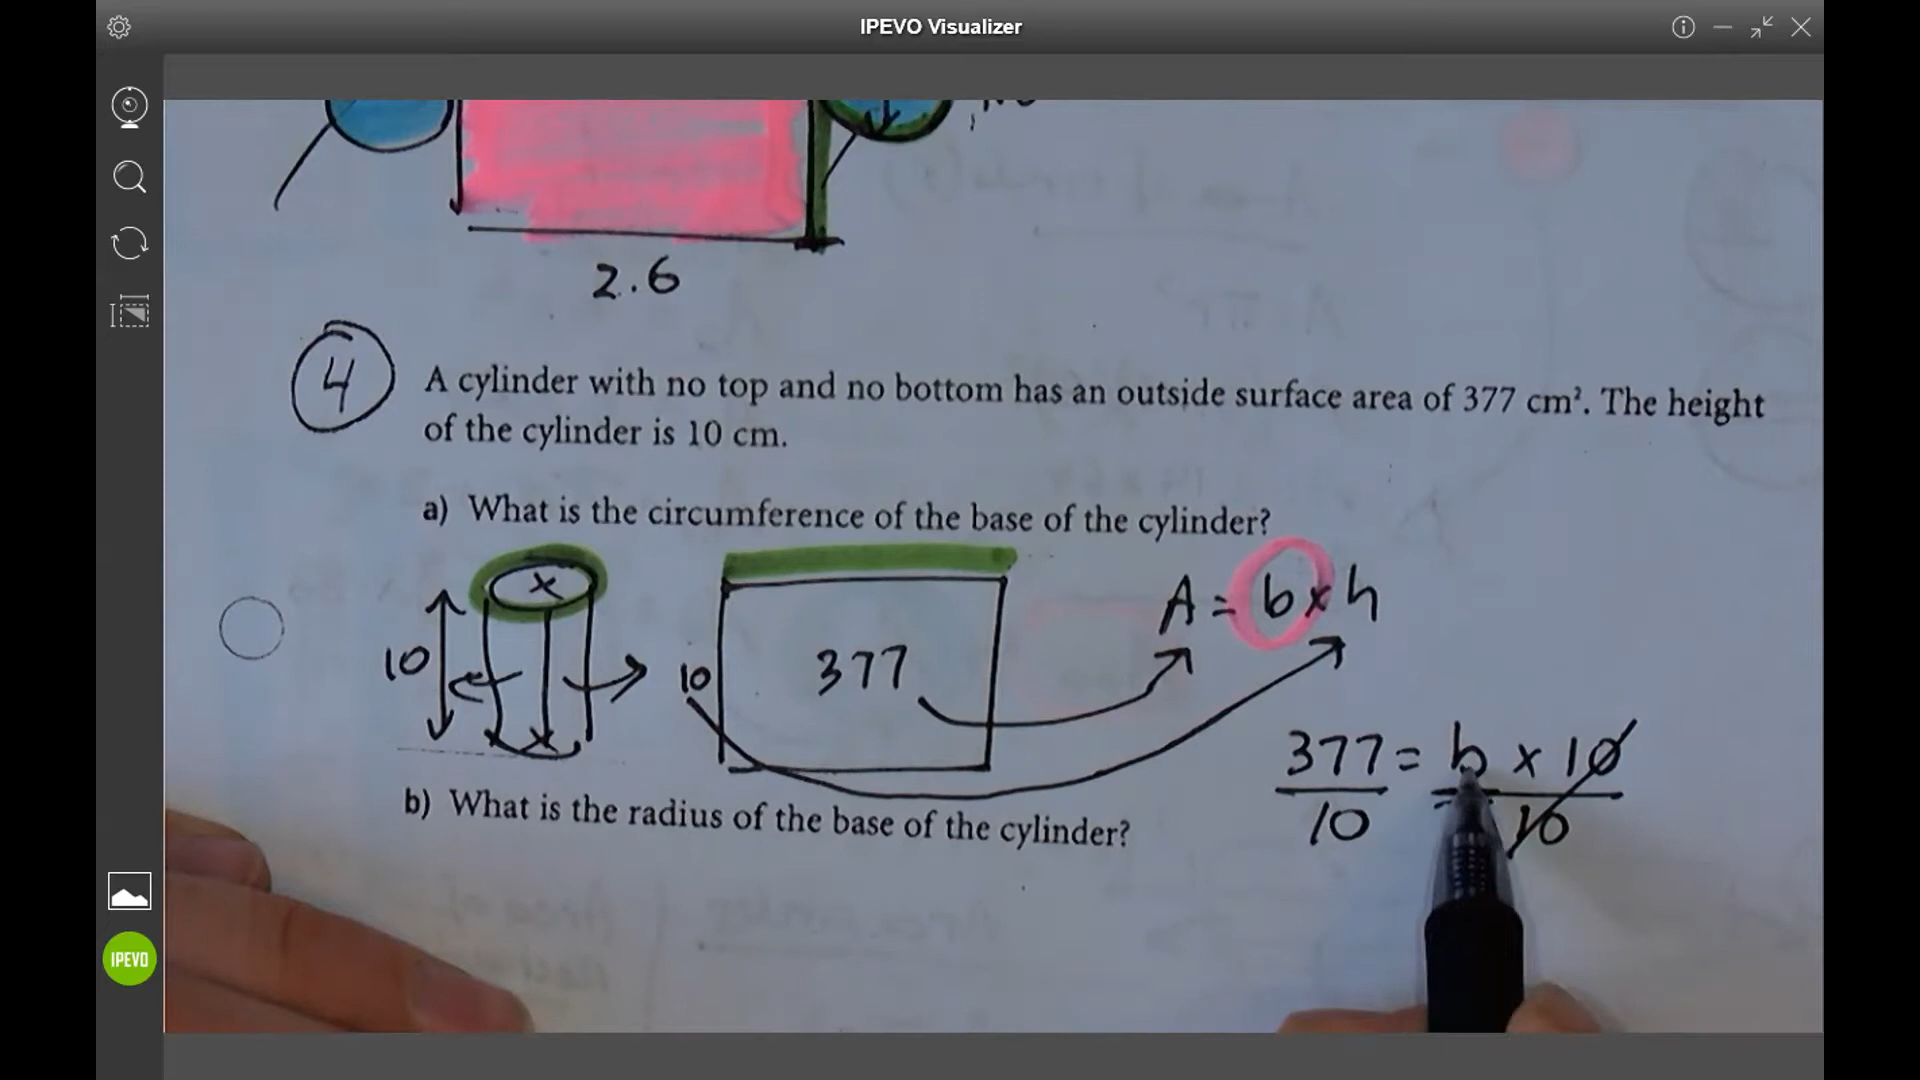 IPEVO Visualizer
2.6
4
A cylinder with no top and no bottom has an outside surface area of 377 cm². The height
of the cylinder is 10 cm.
a) What is the circumference of the base of the cylinder?
x
10
x
10
377
A = b x h
377 = b x 10
10 10
b) What is the radius of the base of the cylinder?
IPEVO